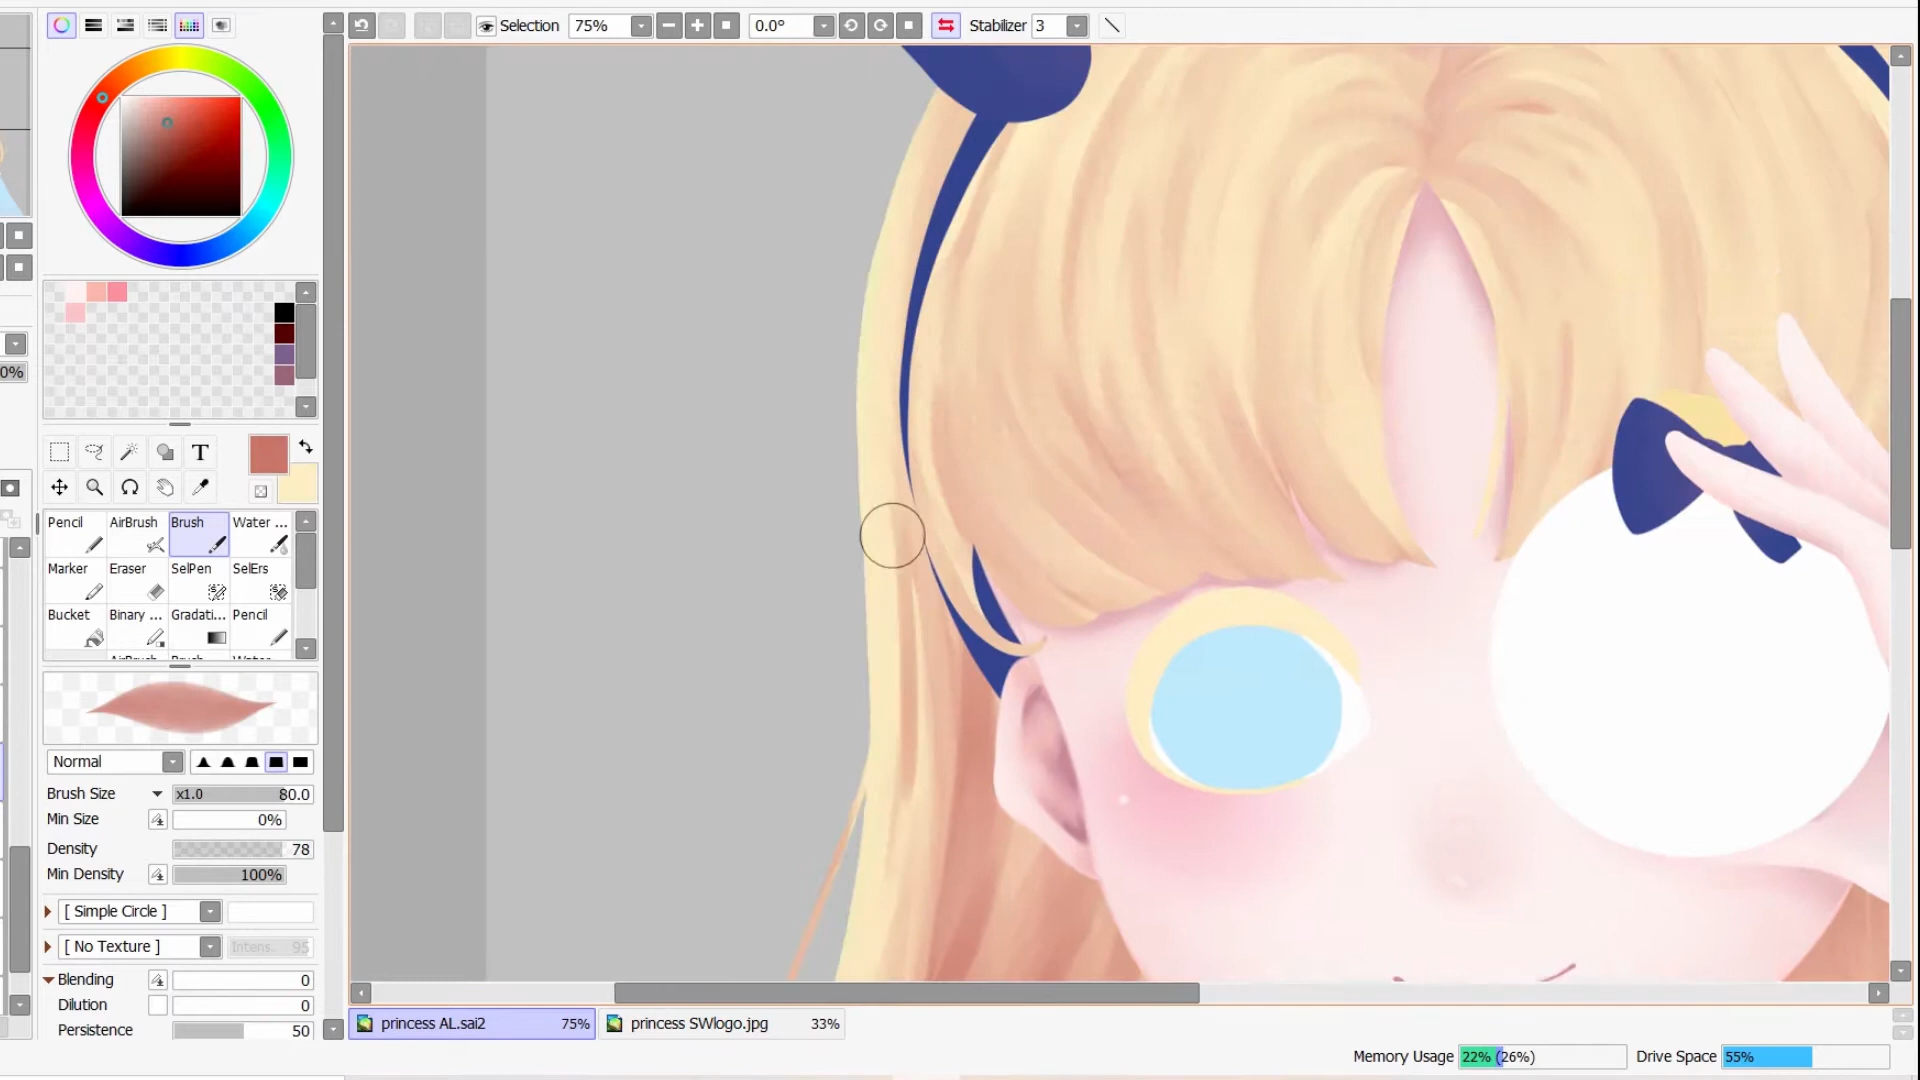 Selection 75% 0.0° Stabilizer 3
0%
T
Pencil AirBrush Brush Water ...
Marker Eraser SelPen SelErs
Bucket Binary ... Gradati... Pencil
Normal
Brush Size x1.0 80.0
Min Size 0%
Density 78
Min Density 100%
[ Simple Circle ]
[ No Texture ] Intens.. 95
Blending 0
Dilution 0
Persistence 50
princess AL.sai2 75% princess SWlogo.jpg 33%
Memory Usage 22% (26%) Drive Space 55%